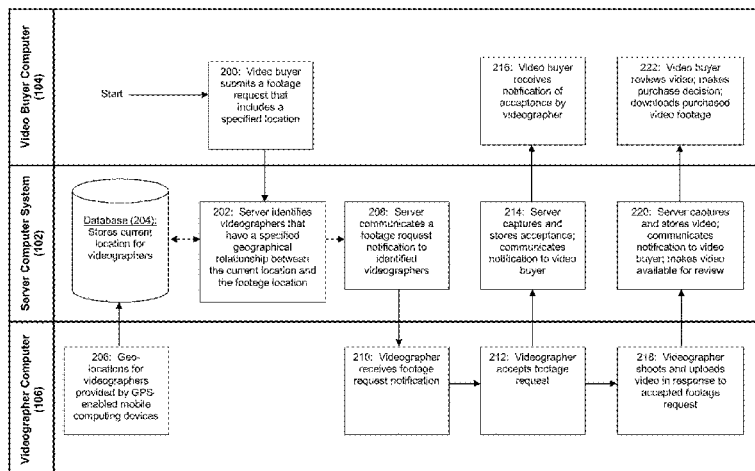 Video Buyer Computer
(104)
Start
200: Video buyer
submits a footage
request that
includes a
specified location
216: Video buyer
receives
notification of
acceptance by
videographer
222: Video buyer
reviews video; makes
purchase decision;
downloads purchased
video footage
Server Computer System
(102)
Database (204):
Stores current
location for
videographers
202: Server identifies
videographers that
have a specified
geographical
relationship between
the current location and
the footage location
208: Server
communicates a
footage request
notification to
identified
videographers
214: Server
captures and
stores acceptance;
communicates
notification to video
buyer
220: Server captures
and stores video;
communicates
notification to video
buyer; makes video
available for review
Videographer Computer
(106)
206: Geo-
locations for
videographers
provided by GPS-
enabled mobile
computing devices
210: Videographer
receives footage
request notification
212: Videographer
accepts footage
request
218: Videographer
shoots and uploads
video in response to
accepted footage
request